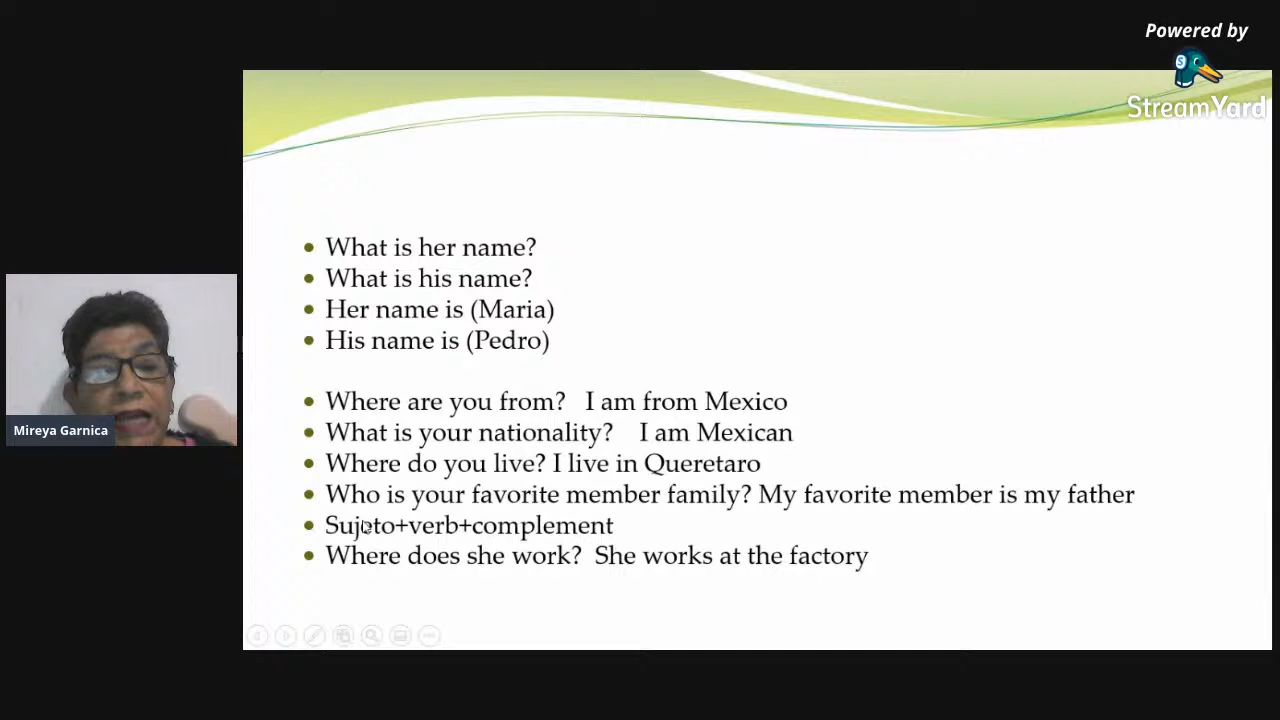 Powered by
StreamYard
What is her name?
What is his name?
Her name is (Maria)
His name is (Pedro)
Where are you from? I am from Mexico
What is your nationality? I am Mexican
Where do you live? I live in Queretaro
Who is your favorite member family? My favorite member is my father
Sujeto+verb+complement
Where does she work? She works at the factory
Mireya Garnica